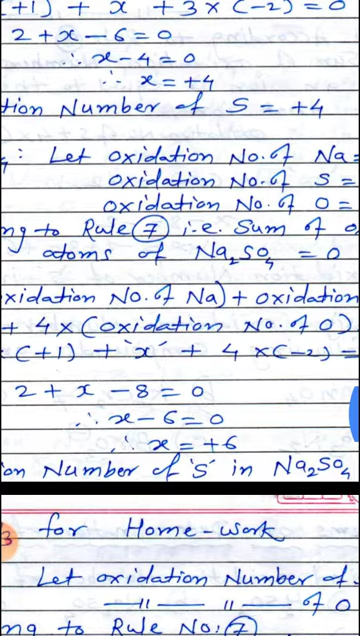 (+1) + x + 3 × (-2) = 0
2 + x - 6 = 0
∴ x - 4 = 0
∴ x = +4
tion Number of S = +4
: Let Oxidation No. of Na =
Oxidation No. of S =
Oxidation No. of O =
ng to Rule ⑦ i.e. Sum of o
atoms of Na₂SO₄ = 0
xidation No. of Na) + Oxidation
+ 4 × (Oxidation No. of O)
(+1) + 'x' + 4 × (-2) =
2 + x - 8 = 0
∴ x - 6 = 0
∴ x = +6
on Number of 'S' in Na₂SO₄
3 for Home-work
Let oxidation Number of
—"— —"— of O
ng to Rule No: ⑦